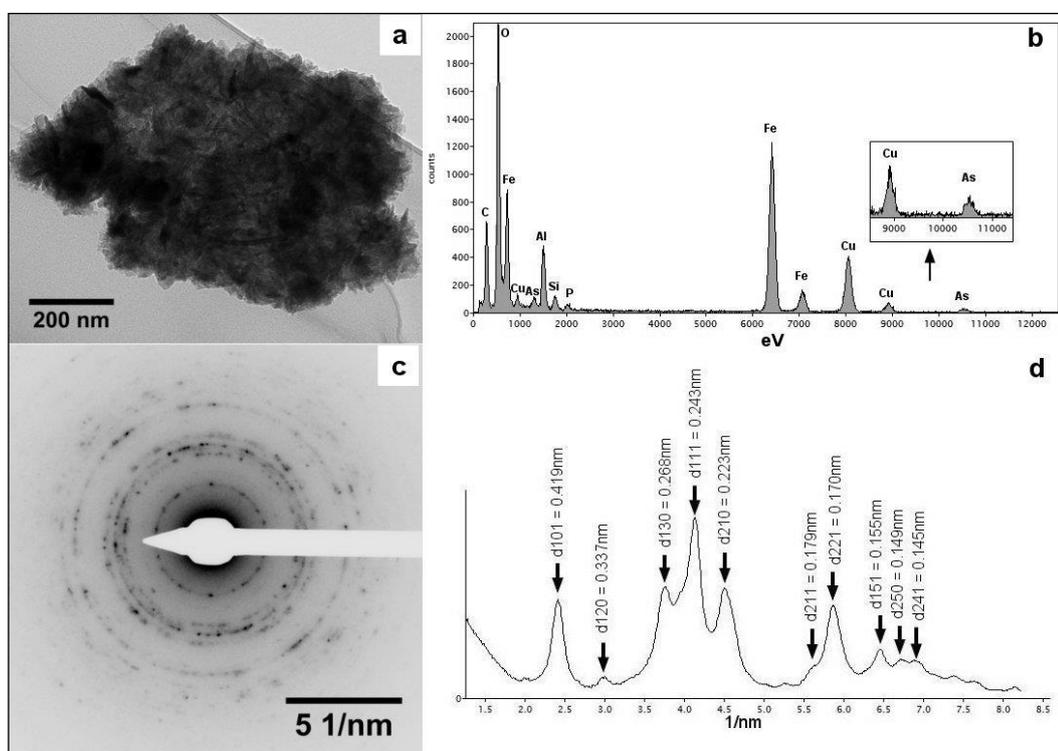 a
200 nm
b
counts
2000
1800
1600
1400
1200
1000
800
600
400
200
0
C
O
Fe
Cu
As
Al
Si
P
Fe
Fe
Cu
Cu
As
0 1000 2000 3000 4000 5000 6000 7000 8000 9000 10000 11000 12000
eV
Cu
As
9000 10000 11000
c
5 1/nm
d
d101 = 0.419nm
d120 = 0.337nm
d130 = 0.268nm
d111 = 0.243nm
d210 = 0.223nm
d211 = 0.179nm
d221 = 0.170nm
d151 = 0.155nm
d250 = 0.149nm
d241 = 0.145nm
0
1.5 2.0 2.5 3.0 3.5 4.0 4.5 5.0 5.5 6.0 6.5 7.0 7.5 8.0 8.5
1/nm